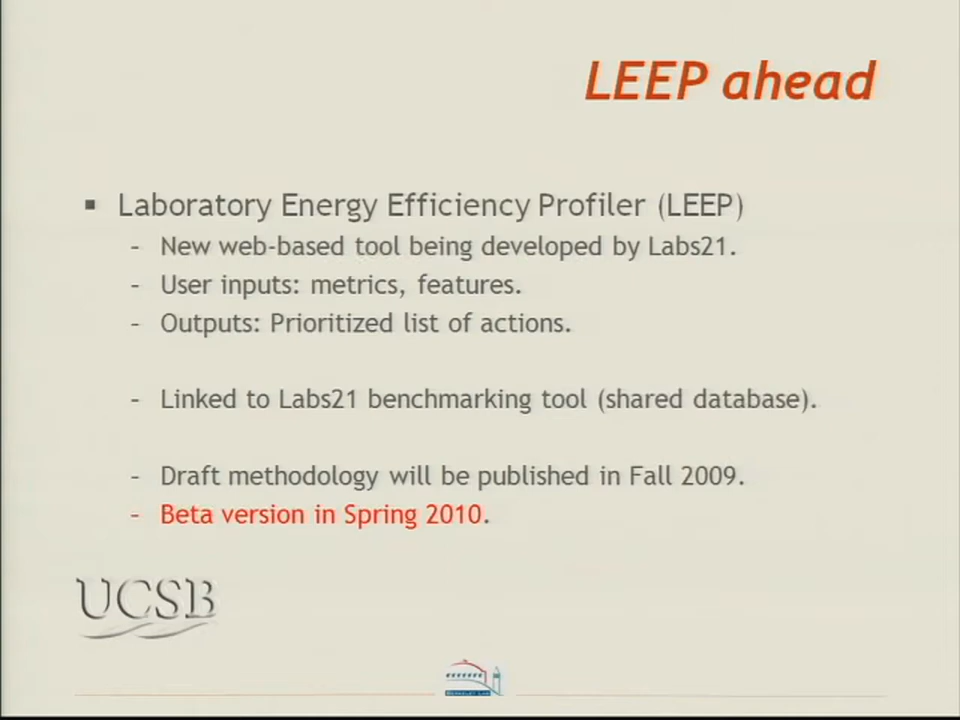 LEEP ahead
▪ Laboratory Energy Efficiency Profiler (LEEP)
– New web-based tool being developed by Labs21.
– User inputs: metrics, features.
– Outputs: Prioritized list of actions.
– Linked to Labs21 benchmarking tool (shared database).
– Draft methodology will be published in Fall 2009.
– Beta version in Spring 2010.
UCSB
BERKELEY LAB